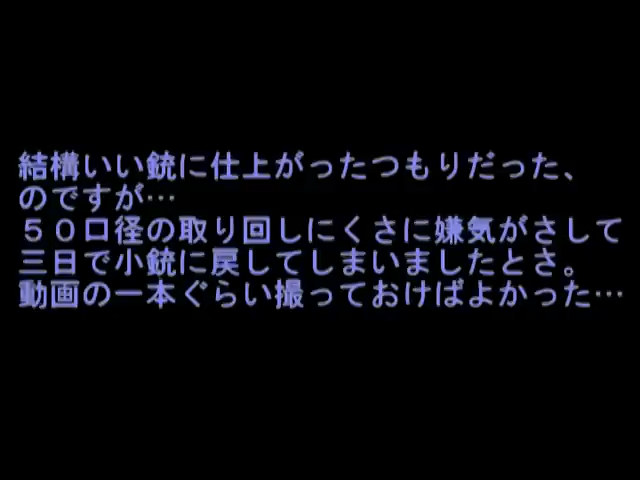 結構いい銃に仕上がったつもりだった、
のですが…
５０口径の取り回しにくさに嫌気がさして
三日で小銃に戻してしまいましたとさ。
動画の一本ぐらい撮っておけばよかった…